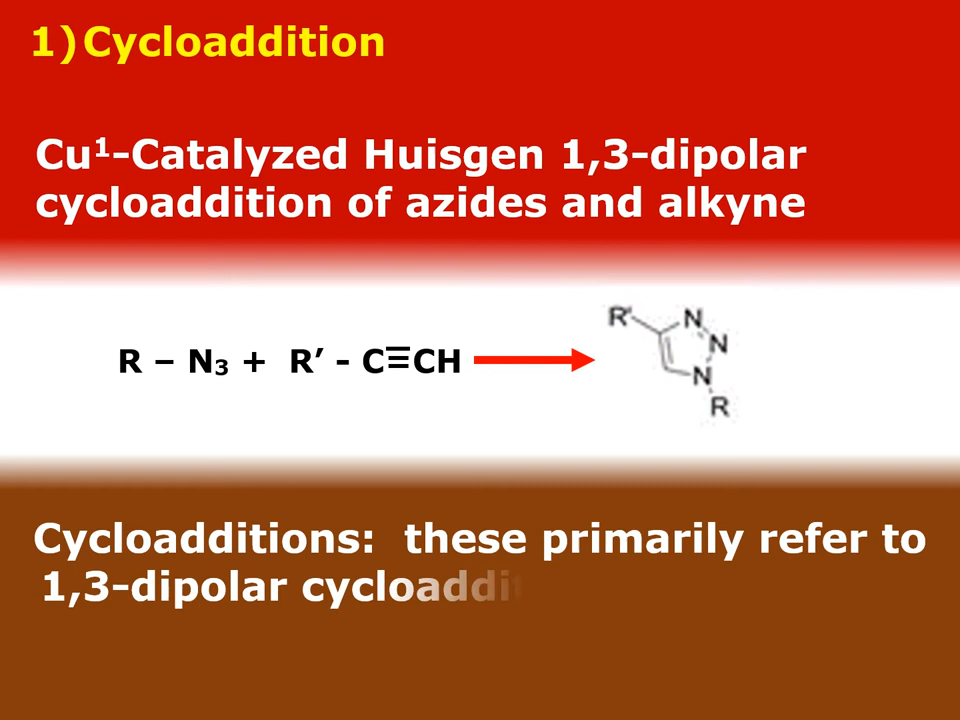 1) Cycloaddition
Cu¹-Catalyzed Huisgen 1,3-dipolar
cycloaddition of azides and alkyne
R – N₃ + R’ - C≡CH
R' N
N
N
R
Cycloadditions: these primarily refer to
1,3-dipolar